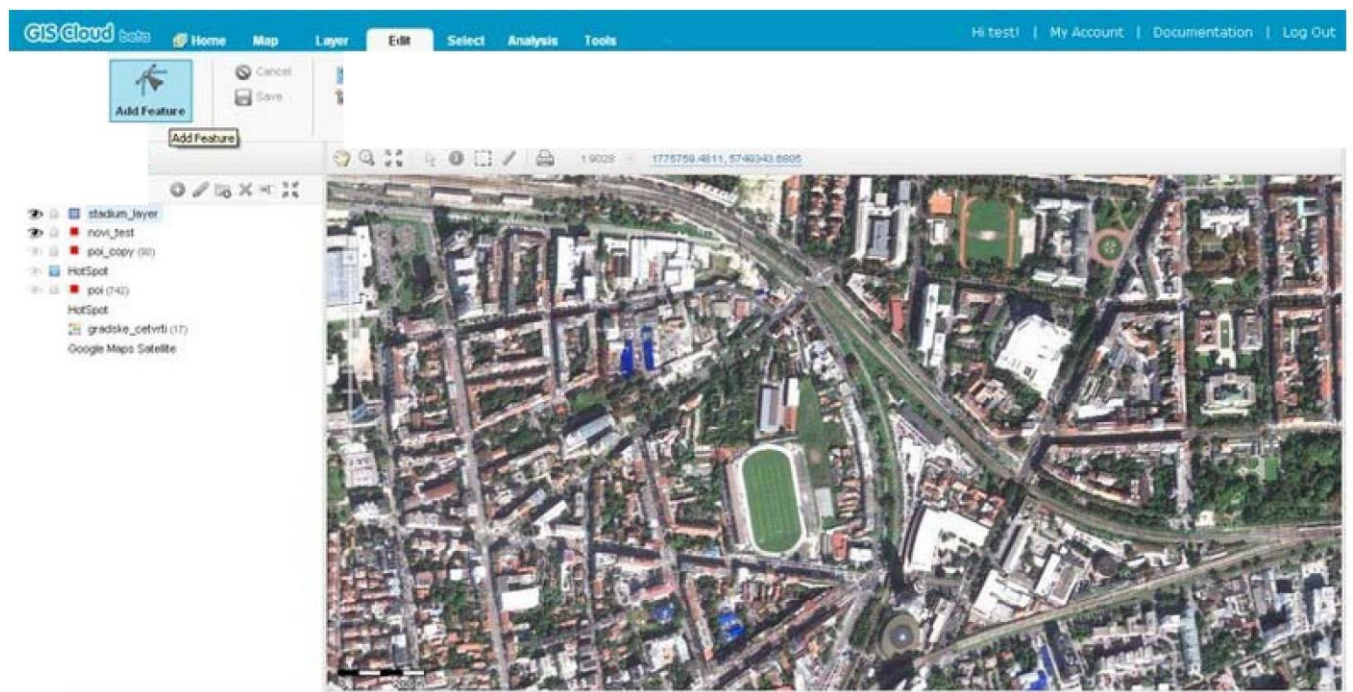 GIS Cloud beta Home Map Layer Edit Select Analysis Tools Hi test! | My Account | Documentation | Log Out
Add Feature
Cancel
Save
Add Feature
1:9028 1775759.4811, 5740343.6805
stadium_layer
novi_test
poi_copy (90)
HotSpot
poi (742)
HotSpot
gradske_cetvrti (17)
Google Maps Satellite